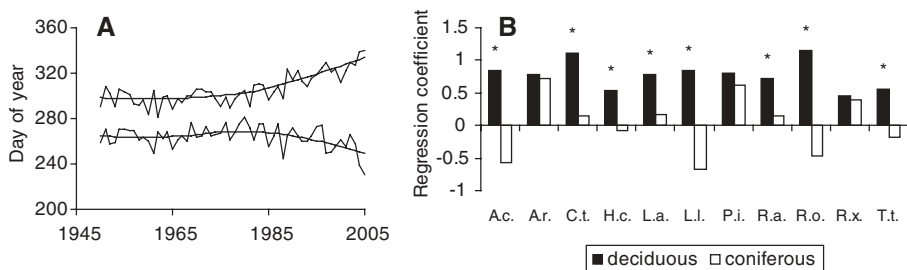 A
Day of year
360
320
280
240
200
1945 1965 1985 2005
B
Regression coefficient
1.5
1
0.5
0
-0.5
-1
* * * * * * * *
A.c. A.r. C.t. H.c. L.a. L.l. P.i. R.a. R.o. R.x. T.t.
deciduous coniferous